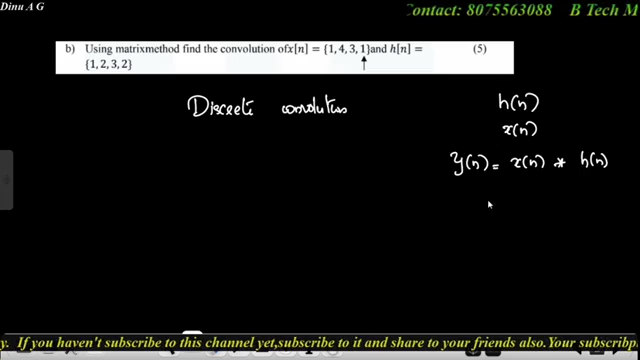 Dinu A G
Contact: 8075563088 B Tech M
b) Using matrixmethod find the convolution ofx[n] = {1, 4, 3, 1}and h[n] = (5)
{1, 2, 3, 2} ↑
h(n)
Discrete convolution
x(n)
y(n) = x(n) * h(n)
y. If you haven't subscribe to this channel yet,subscribe to it and share to your friends also.Your subscribp